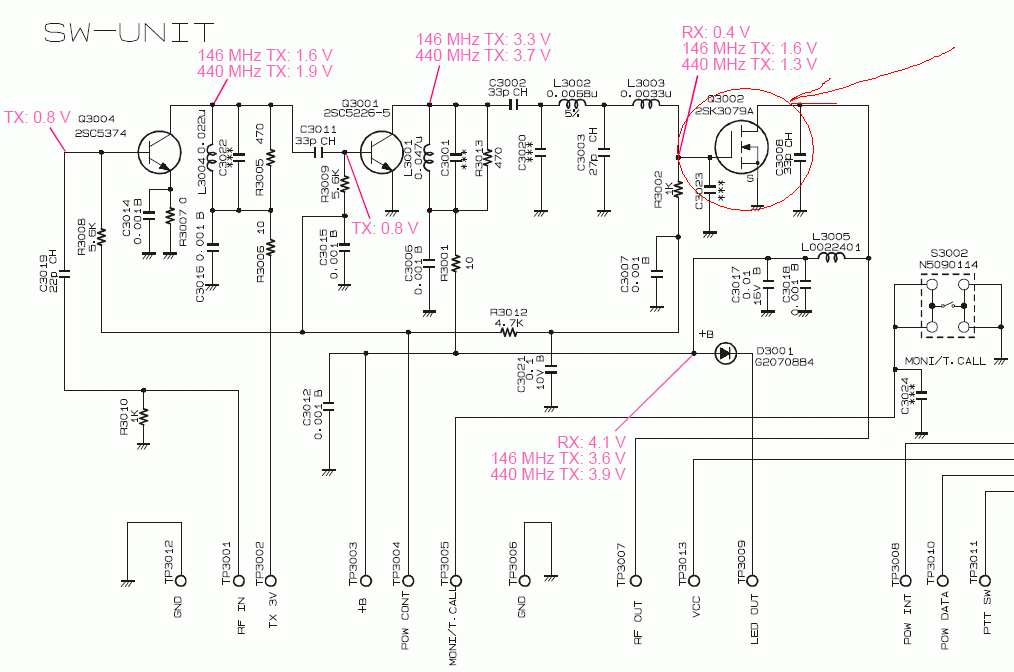 SW-UNIT
146 MHz TX: 1.6 V
440 MHz TX: 1.9 V
146 MHz TX: 3.3 V
440 MHz TX: 3.7 V
RX: 0.4 V
146 MHz TX: 1.6 V
440 MHz TX: 1.3 V
TX: 0.8 V
Q3004
2SC5374
Q3001
2SC5226-5
C3002
33p CH
L3002
0.0068u
5%
L3003
0.0033u
Q3002
2SK3079A
S
L3004 0.022u
C3022
***
R3005 470
C3011
33p CH
R3009
5.6K
L3001
0.47u
C3001
***
R3013
470
C3020
***
C3003
27p CH
R3002
1K
C3023
***
C3008
33p CH
C3014
0.001 B
R3007 0
R3008
5.6K
C3016 0.001 B
R3006 10
C3015
0.001 B
TX: 0.8 V
C3006
0.001 B
R3001
10
C3007
0.001 B
L3005
L0022401
C3017
0.01
16V B
C3018
0.001 B
S3002
N5090114
MONI/T.CALL
C3019
22p CH
R3012
4.7K
+B
D3001
G2070884
C3021
0.1
10V B
C3024
***
R3010
1K
C3012
0.001 B
RX: 4.1 V
146 MHz TX: 3.6 V
440 MHz TX: 3.9 V
TP3012
GND
TP3001
RF IN
TP3002
TX 3V
TP3003
+B
TP3004
POW CONT
TP3005
MONI/T.CALL
TP3006
GND
TP3007
RF OUT
TP3013
VCC
TP3009
LED OUT
TP3008
POW INT
TP3010
POW DATA
TP3011
PTT SW